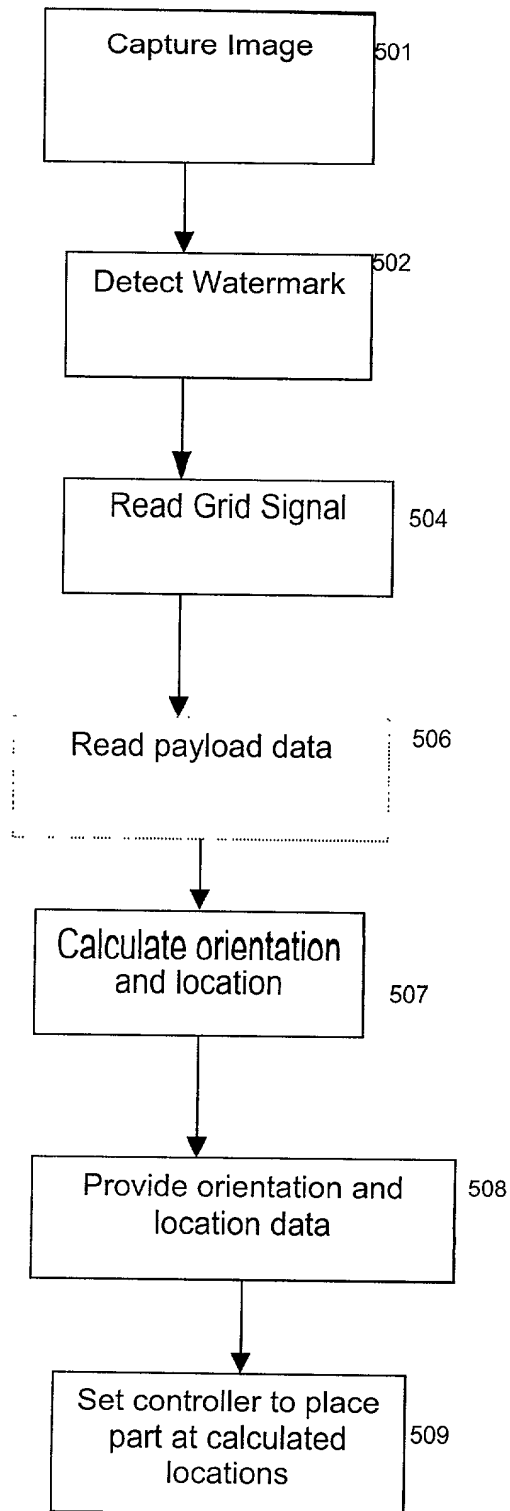 Capture Image
501
Detect Watermark
502
Read Grid Signal
504
Read payload data
506
Calculate orientation
and location
507
Provide orientation and
location data
508
Set controller to place
part at calculated
locations
509